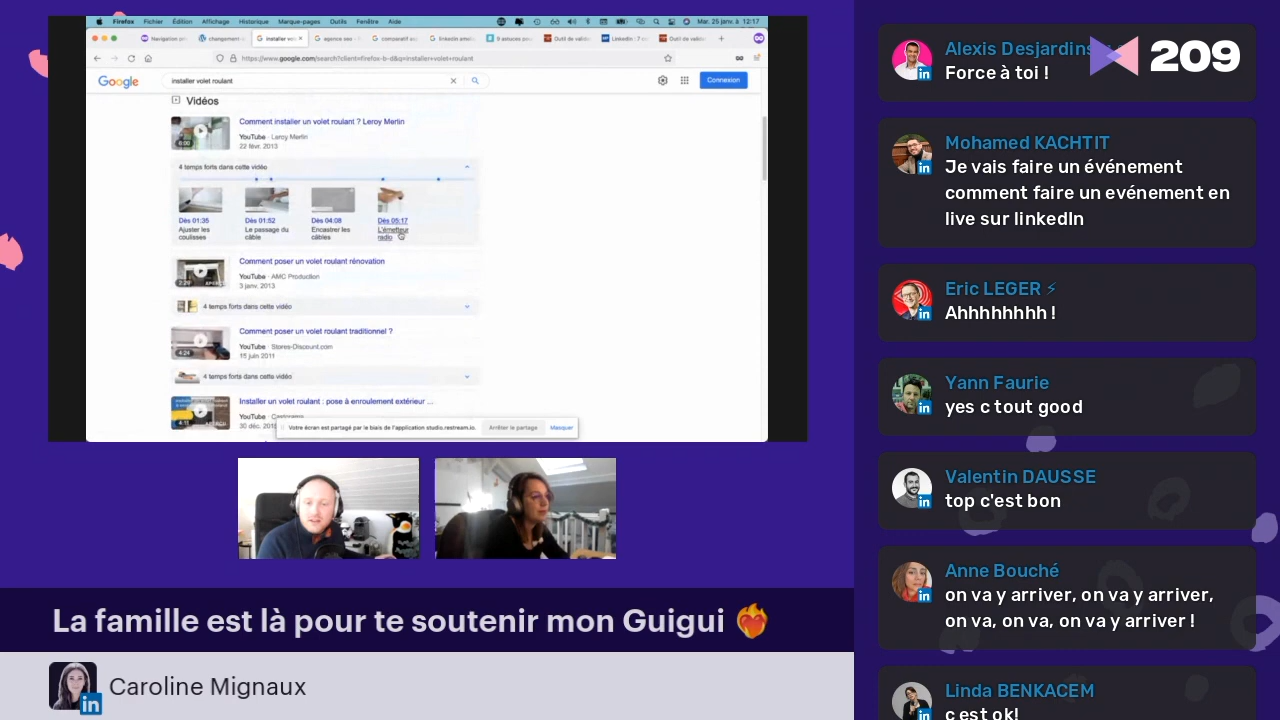 Firefox Fichier Édition Affichage Historique Marque-pages Outils Fenêtre Aide
Mar. 25 janv. à 12:17
https://www.google.com/search?client=firefox-b-d&q=installer+volet+roulant
Google
installer volet roulant
Connexion
Vidéos
Comment installer un volet roulant ? Leroy Merlin
YouTube · Leroy Merlin
22 févr. 2013
6:00
4 temps forts dans cette vidéo
Dès 01:35
Ajuster les
coulisses
Dès 01:52
Le passage du
câble
Dès 04:08
Encastrer les
câbles
Dès 05:17
L'émetteur
radio
Comment poser un volet roulant rénovation
YouTube · AMC Production
3 janv. 2013
4 temps forts dans cette vidéo
Comment poser un volet roulant traditionnel ?
YouTube · Stores-Discount.com
15 juin 2011
4:24
4 temps forts dans cette vidéo
Installer un volet roulant : pose à enroulement extérieur ...
YouTube · Castorama
Votre écran est partagé par le biais de l'application studio.restream.io.
Arrêter le partage
Masquer
La famille est là pour te soutenir mon Guigui ❤️‍🔥
Caroline Mignaux
209
Alexis Desjardins
Force à toi !
Mohamed KACHTIT
Je vais faire un événement
comment faire un evénement en
live sur linkedIn
Eric LEGER ⚡
Ahhhhhhh !
Yann Faurie
yes c'est good
Valentin DAUSSE
top c'est bon
Anne Bouché
on va y arriver, on va y arriver,
on va, on va, on va y arriver !
Linda BENKACEM
c est ok!